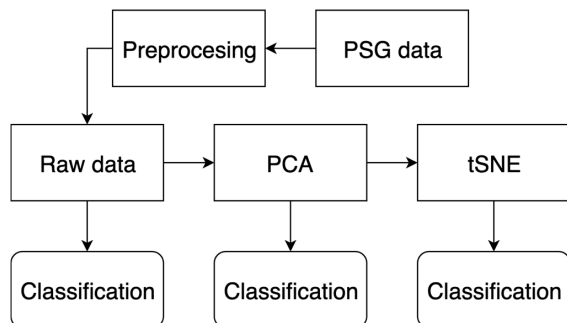 Preprocesing
PSG data
Raw data
PCA
tSNE
Classification
Classification
Classification